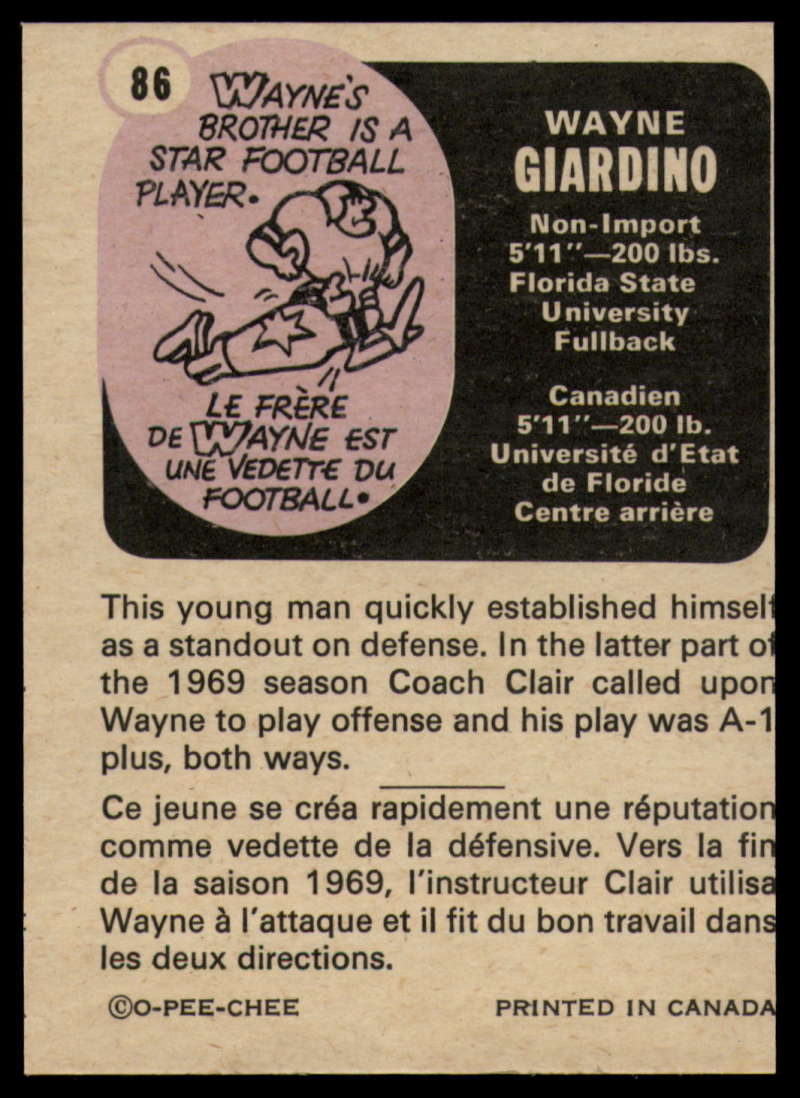 86
WAYNE'S
BROTHER IS A
STAR FOOTBALL
PLAYER.
LE FRÈRE
DE WAYNE EST
UNE VEDETTE DU
FOOTBALL.
WAYNE
GIARDINO
Non-Import
5'11"—200 lbs.
Florida State
University
Fullback
Canadien
5'11"—200 lb.
Université d'Etat
de Floride
Centre arrière
This young man quickly established himself
as a standout on defense. In the latter part of
the 1969 season Coach Clair called upon
Wayne to play offense and his play was A-1
plus, both ways.
Ce jeune se créa rapidement une réputation
comme vedette de la défensive. Vers la fin
de la saison 1969, l'instructeur Clair utilisa
Wayne à l'attaque et il fit du bon travail dans
les deux directions.
©O-PEE-CHEE
PRINTED IN CANADA